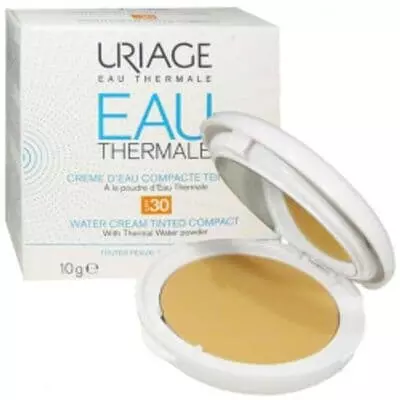 URIAGE
EAU THERMALE
EAU
THERMALE
CRÈME D'EAU COMPACTE TEI
À la poudre d'Eau Thermale
SPF 30
WATER CREAM TINTED COMPACT
With Thermal Water powder
10g e